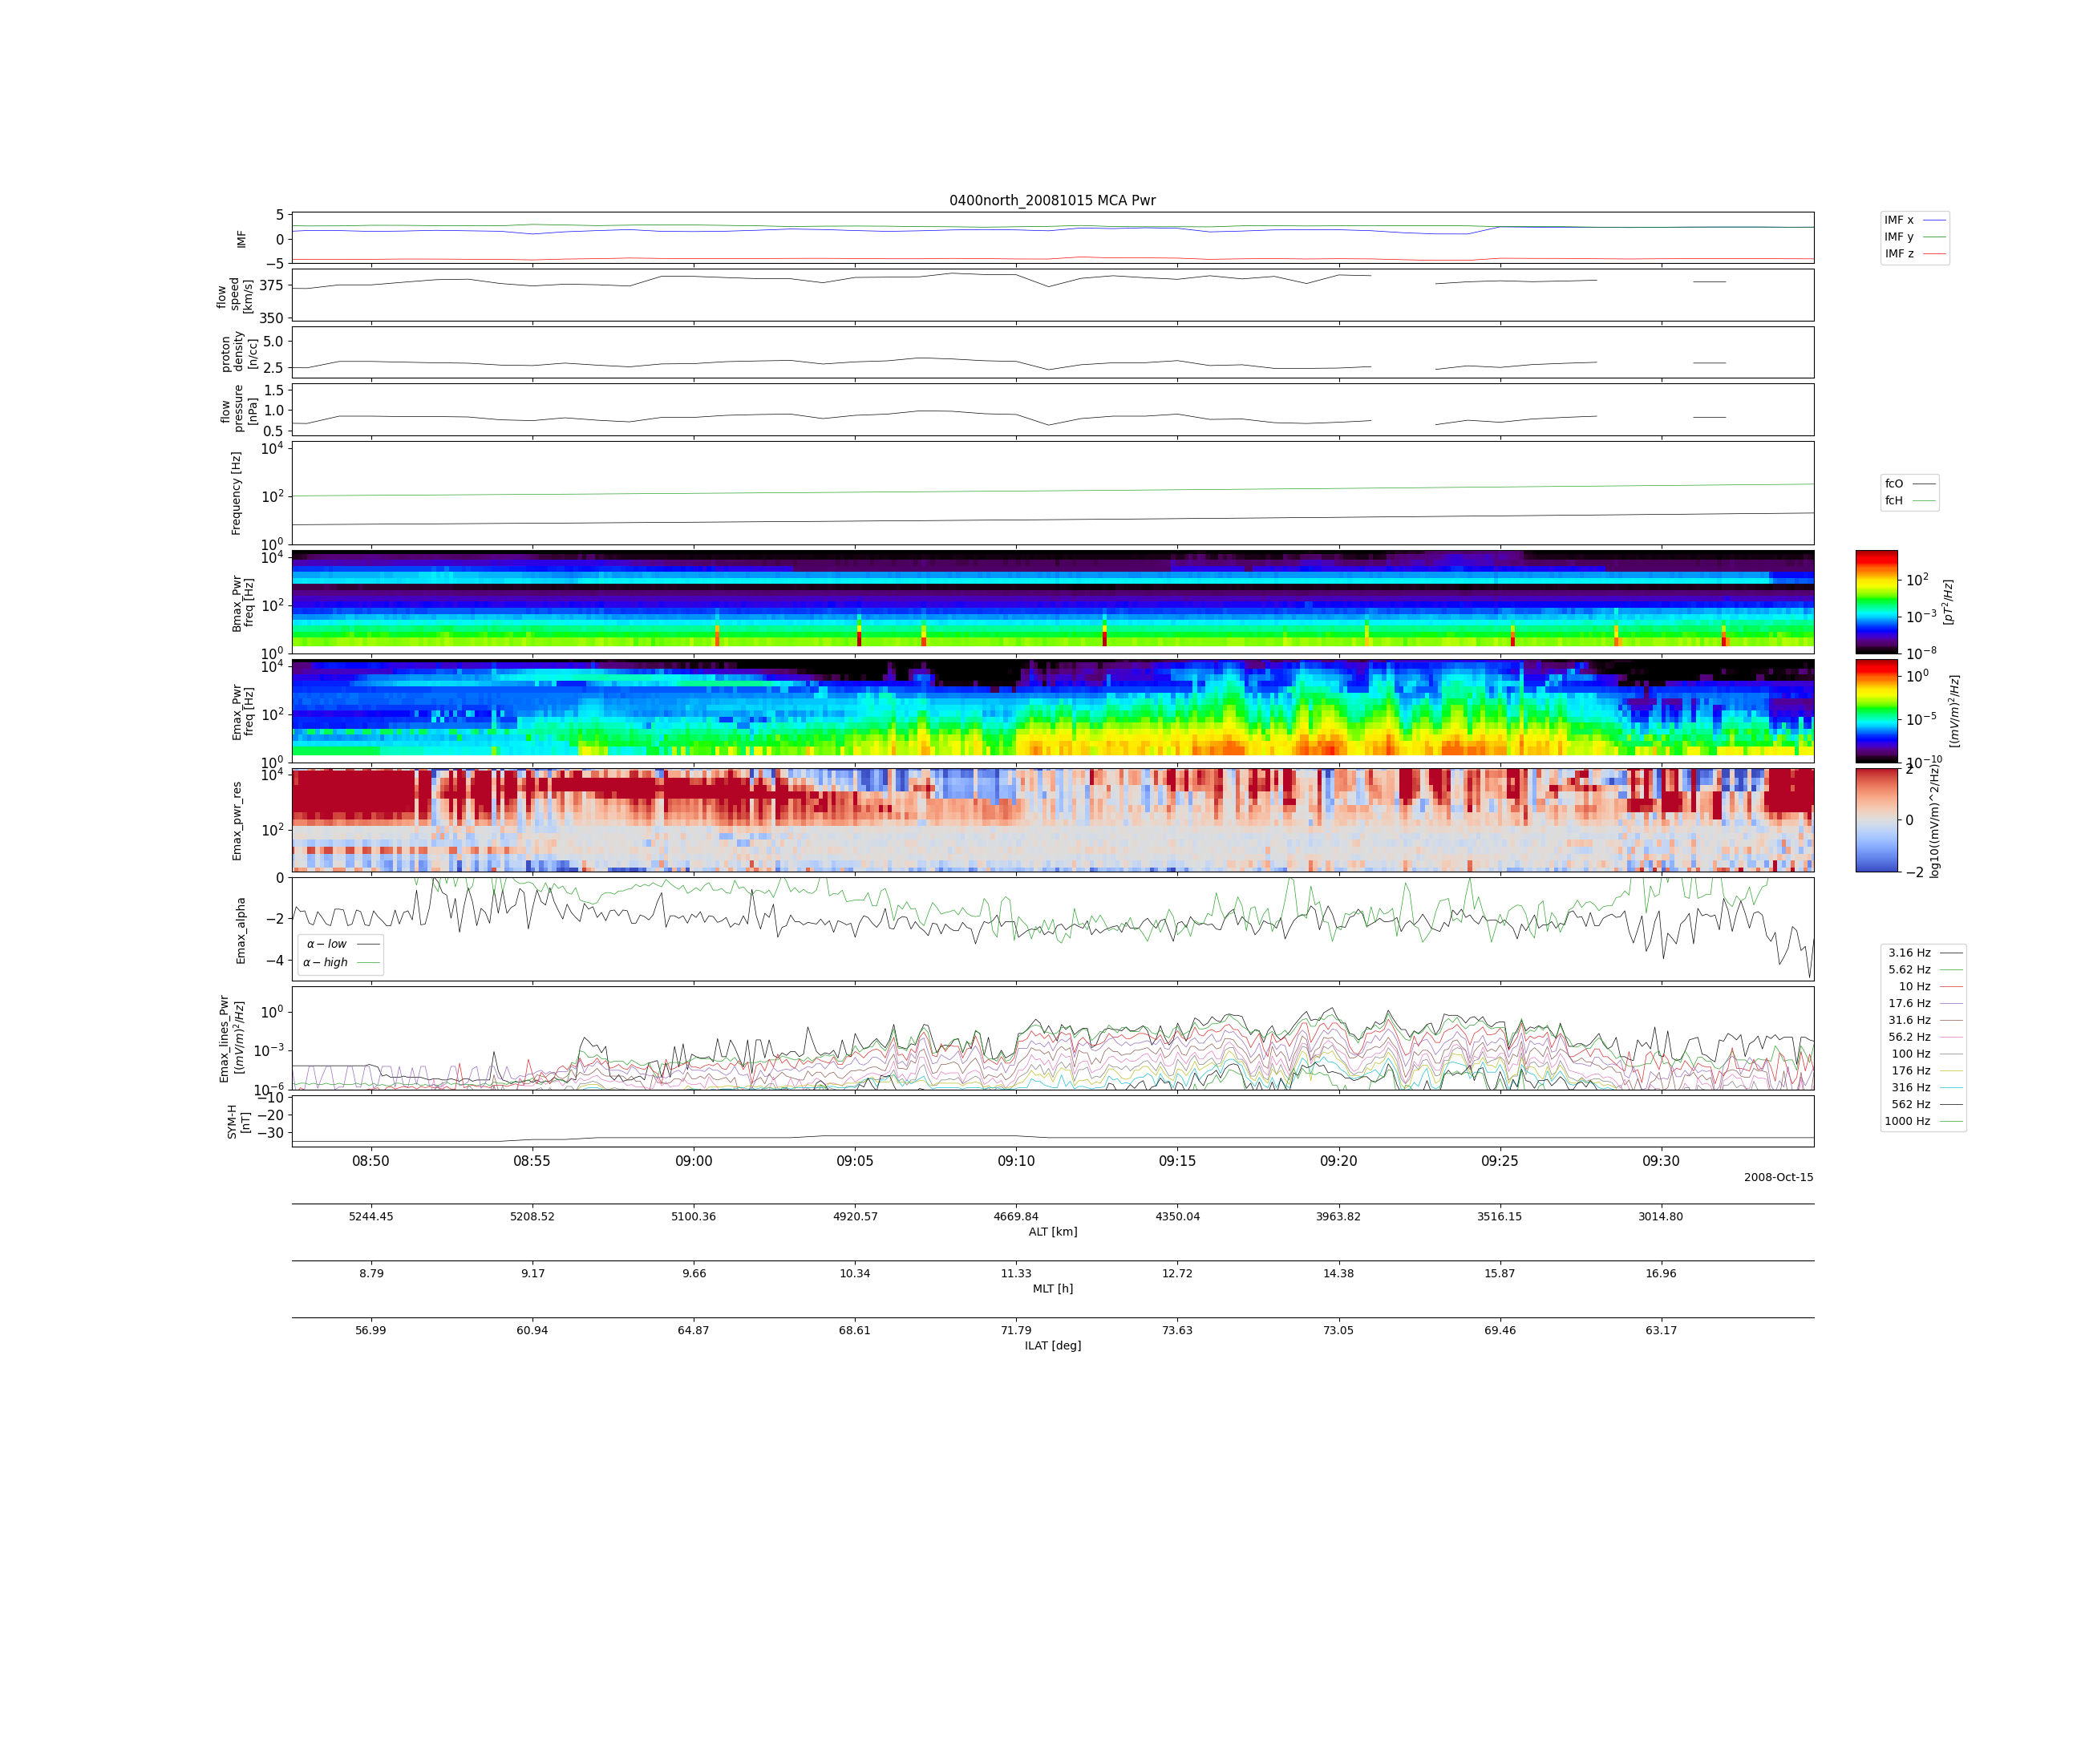 0400north_20081015 MCA Pwr
5
0
−5
IMF
IMF x
IMF y
IMF z
375
350
flow
speed
[km/s]
5.0
2.5
proton
density
[n/cc]
1.5
1.0
0.5
flow
pressure
[mPa]
10^4
10^2
10^0
Frequency [Hz]
fcO
fcH
10^4
10^2
10^0
Bmax_Pwr
freq [Hz]
10^2
10^−3
10^−8
[pT^2/Hz]
10^4
10^2
10^0
Emax_Pwr
freq [Hz]
10^0
10^−5
10^−10
[(mV/m)^2/Hz]
10^4
10^2
Emax_pwr_res
2
0
−2
log10((mV/m)^2/Hz)
0
−2
−4
Emax_alpha
α − low
α − high
10^0
10^−3
10^−6
Emax_lines_Pwr
[(mV/m)^2/Hz]
3.16 Hz
5.62 Hz
10 Hz
17.6 Hz
31.6 Hz
56.2 Hz
100 Hz
176 Hz
316 Hz
562 Hz
1000 Hz
−10
−20
−30
SYM-H
[nT]
08:50 08:55 09:00 09:05 09:10 09:15 09:20 09:25 09:30
2008-Oct-15
5244.45 5208.52 5100.36 4920.57 4669.84 4350.04 3963.82 3516.15 3014.80
ALT [km]
8.79 9.17 9.66 10.34 11.33 12.72 14.38 15.87 16.96
MLT [h]
56.99 60.94 64.87 68.61 71.79 73.63 73.05 69.46 63.17
ILAT [deg]